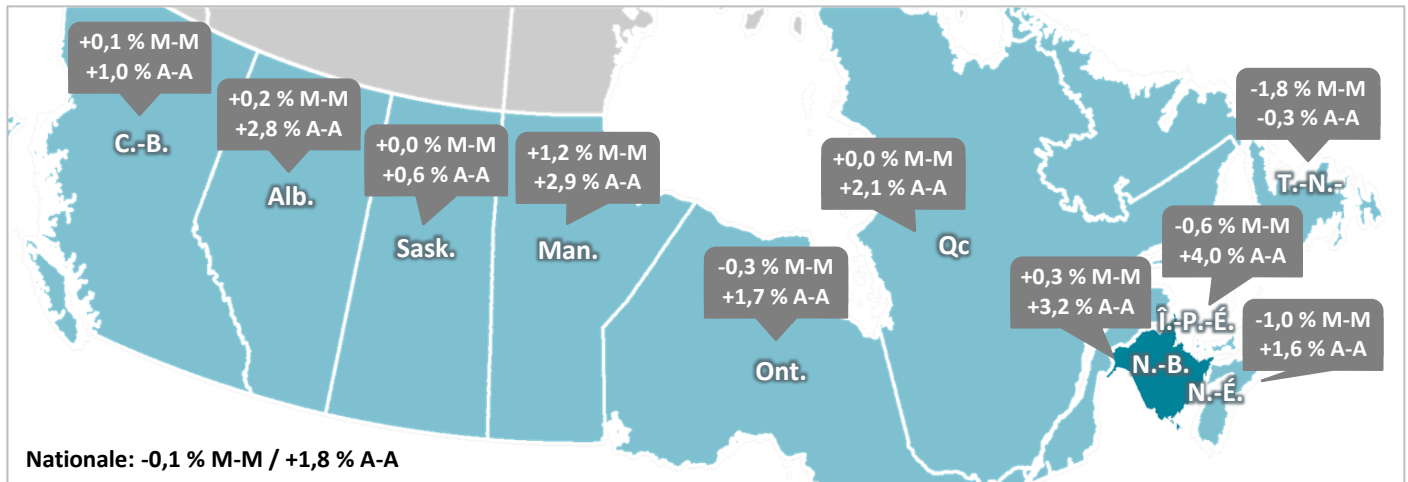 +0,1 % M-M
+1,0 % A-A
C.-B.
+0,2 % M-M
+2,8 % A-A
Alb.
+0,0 % M-M
+0,6 % A-A
Sask.
+1,2 % M-M
+2,9 % A-A
Man.
-0,3 % M-M
+1,7 % A-A
Ont.
+0,0 % M-M
+2,1 % A-A
Qc
-1,8 % M-M
-0,3 % A-A
T.-N.-
-0,6 % M-M
+4,0 % A-A
Î.-P.-É.
+0,3 % M-M
+3,2 % A-A
N.-B.
-1,0 % M-M
+1,6 % A-A
N.-É.
Nationale: -0,1 % M-M / +1,8 % A-A